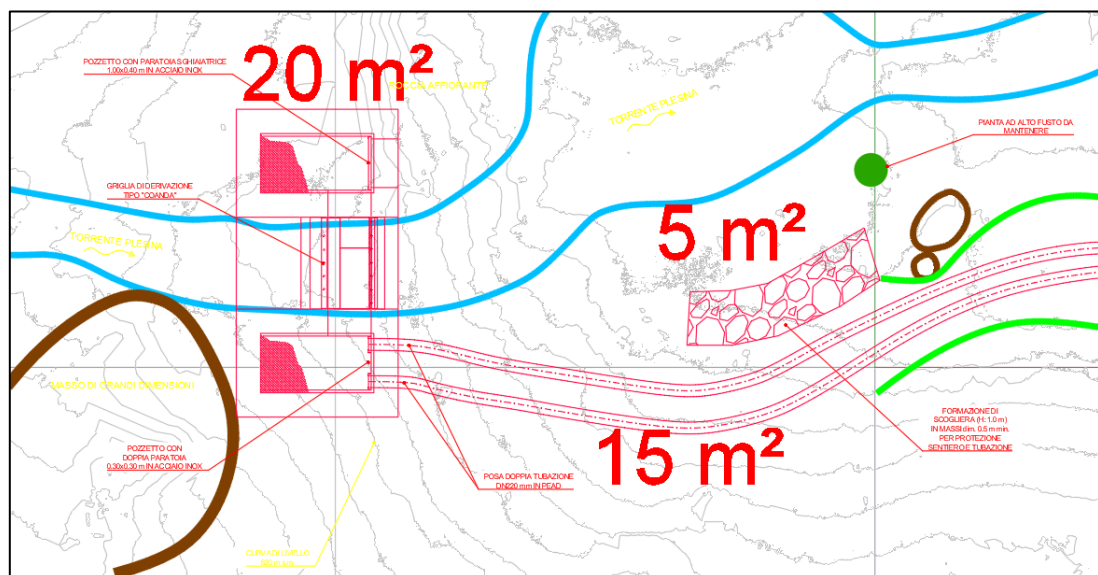 POZZETTO CON PARATOIA SGHIAIATRICE
1.00x0.40 m IN ACCIAIO INOX
20 m²
ROCCIA AFFIORANTE
TORRENTE PLESINA
PIANTA AD ALTO FUSTO DA
MANTENERE
GRIGLIA DI DERIVAZIONE
TIPO "COANDA"
TORRENTE PLESINA
5 m²
MASSO DI GRANDI DIMENSIONI
POZZETTO CON
DOPPIA PARATOIA
0.30x0.30 m IN ACCIAIO INOX
15 m²
POSA DOPPIA TUBAZIONE
DN220 mm IN PEAD
FORMAZIONE DI
SCOGLIERA (H: 1.0 m)
IN MASSI dim. 0.5 m min.
PER PROTEZIONE
SENTIERO E TUBAZIONE
CURVA DI LIVELLO